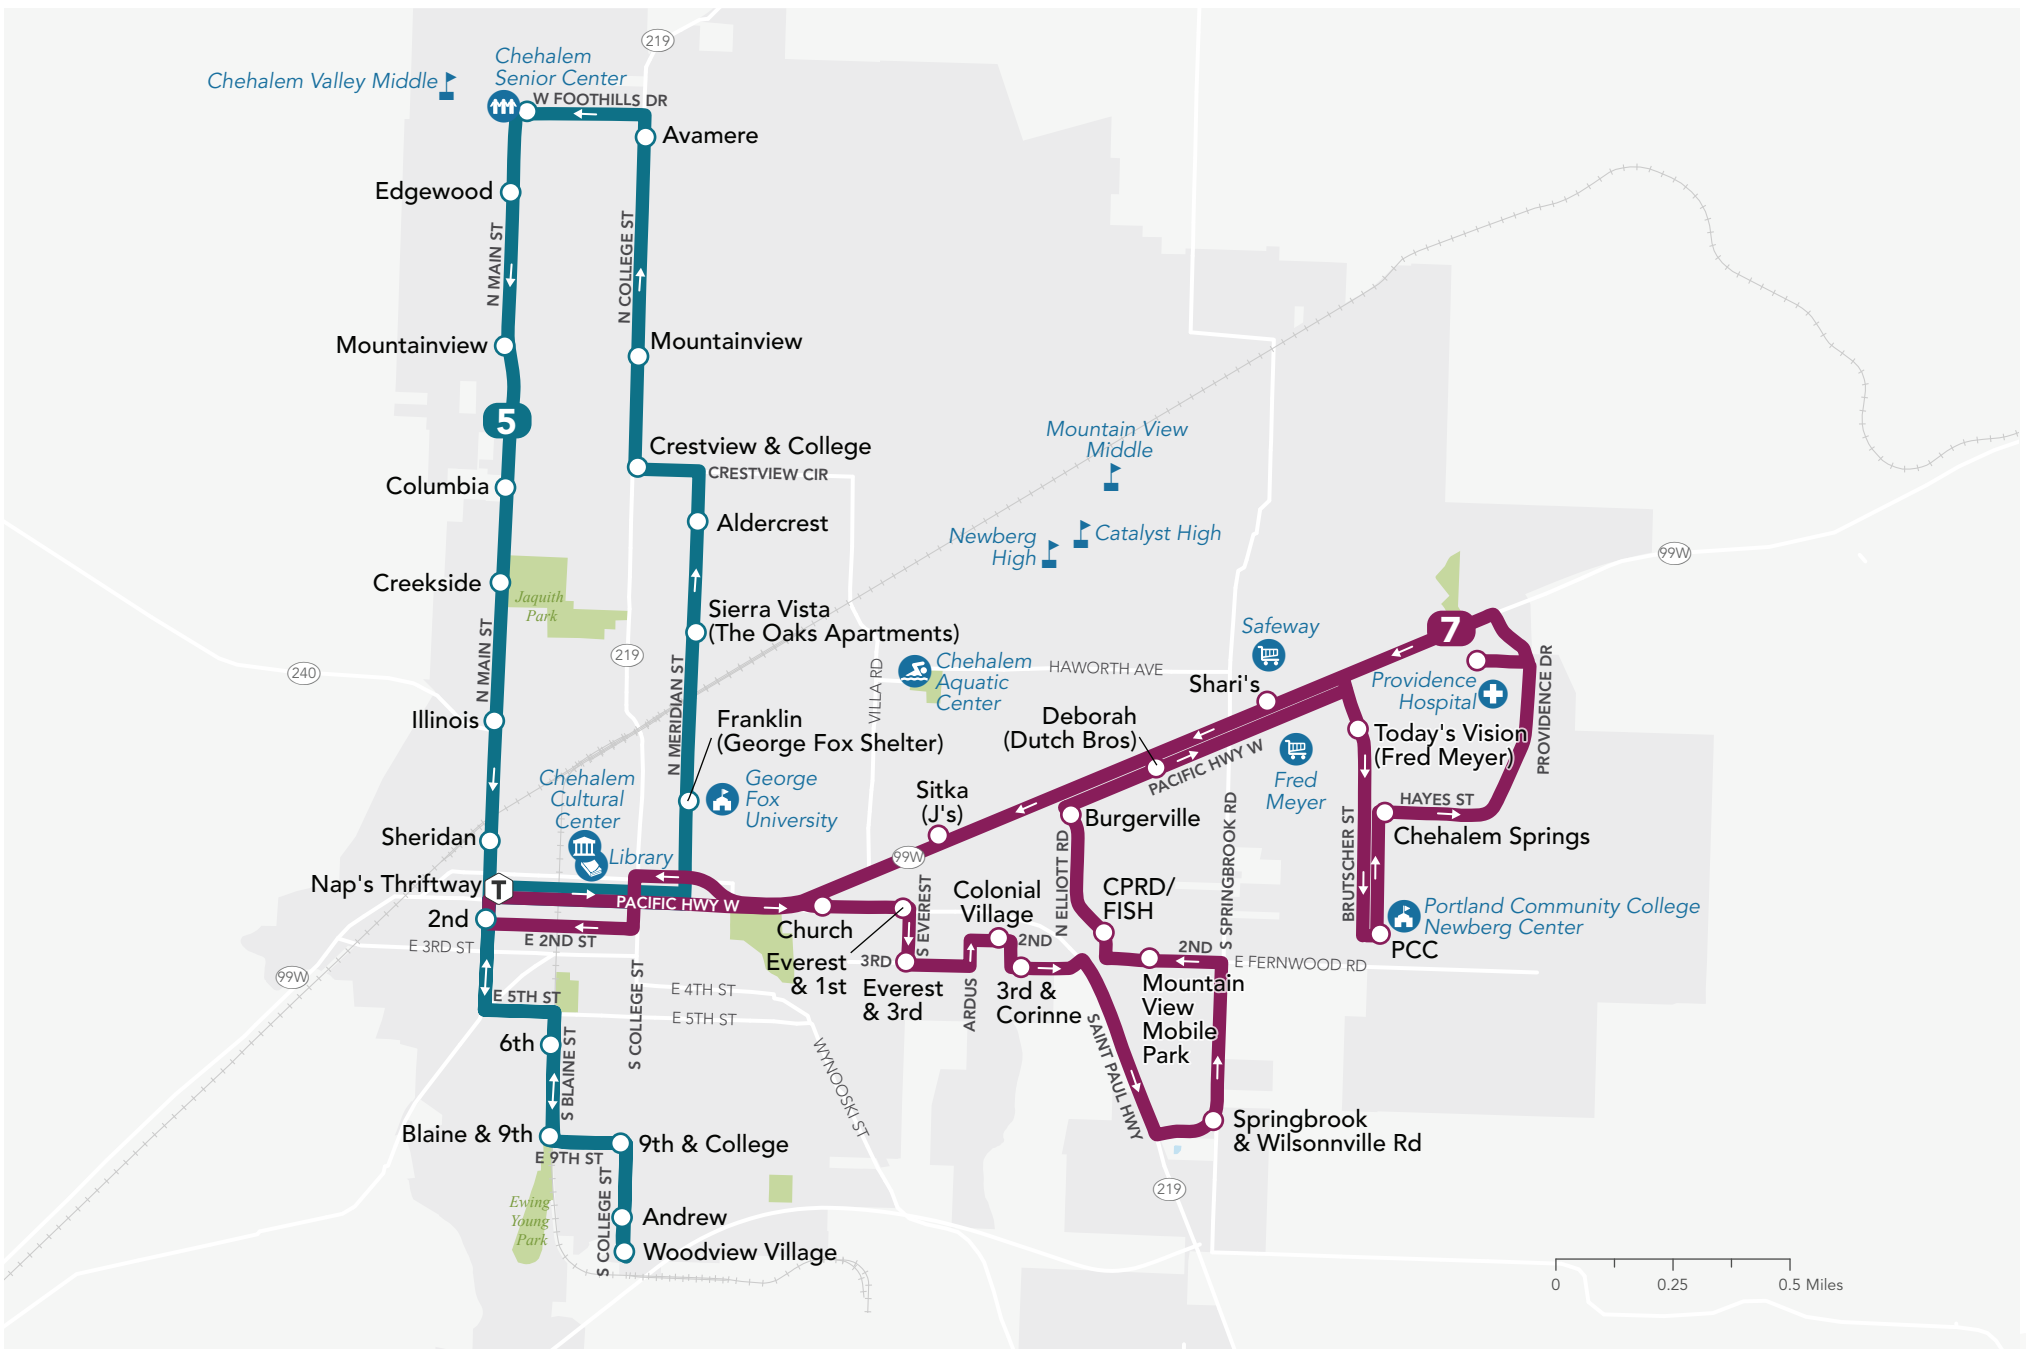 219
Chehalem
Senior Center
Chehalem Valley Middle
W FOOTHILLS DR
Avamere
Edgewood
N MAIN ST
N COLLEGE ST
Mountainview
Mountainview
5
Crestview & College
CRESTVIEW CIR
Columbia
Aldercrest
Mountain View
Middle
Newberg
High
Catalyst High
99W
Creekside
Jaquith
Park
Sierra Vista
(The Oaks Apartments)
N MAIN ST
219
240
N MERIDIAN ST
VILLA RD
Chehalem
Aquatic
Center
HAWORTH AVE
Safeway
7
Shari's
Providence
Hospital
PROVIDENCE DR
Illinois
Franklin
(George Fox Shelter)
Deborah
(Dutch Bros)
PACIFIC HWY W
Today's Vision
(Fred Meyer)
Fred
Meyer
Chehalem
Cultural
Center
George
Fox
University
Sitka
(J's)
Burgerville
HAYES ST
Chehalem Springs
BRUTSCHER ST
S SPRINGBROOK RD
N ELLIOTT RD
Sheridan
Library
99W
Nap's Thriftway
T
PACIFIC HWY W
2nd
E 2ND ST
E 3RD ST
Church
Everest
& 1st
S EVEREST
3RD
Everest
& 3rd
Colonial
Village
2ND
ARDUS
3rd &
Corinne
CPRD/
FISH
2ND
Mountain
View
Mobile
Park
E FERNWOOD RD
Portland Community College
Newberg Center
PCC
99W
E 5TH ST
E 4TH ST
E 5TH ST
S COLLEGE ST
6th
S BLAINE ST
WYNOOSKI ST
SAINT PAUL HWY
Springbrook
& Wilsonnville Rd
Blaine & 9th
9th & College
E 9TH ST
219
S COLLEGE ST
Ewing
Young
Park
Andrew
Woodview Village
0
0.25
0.5 Miles